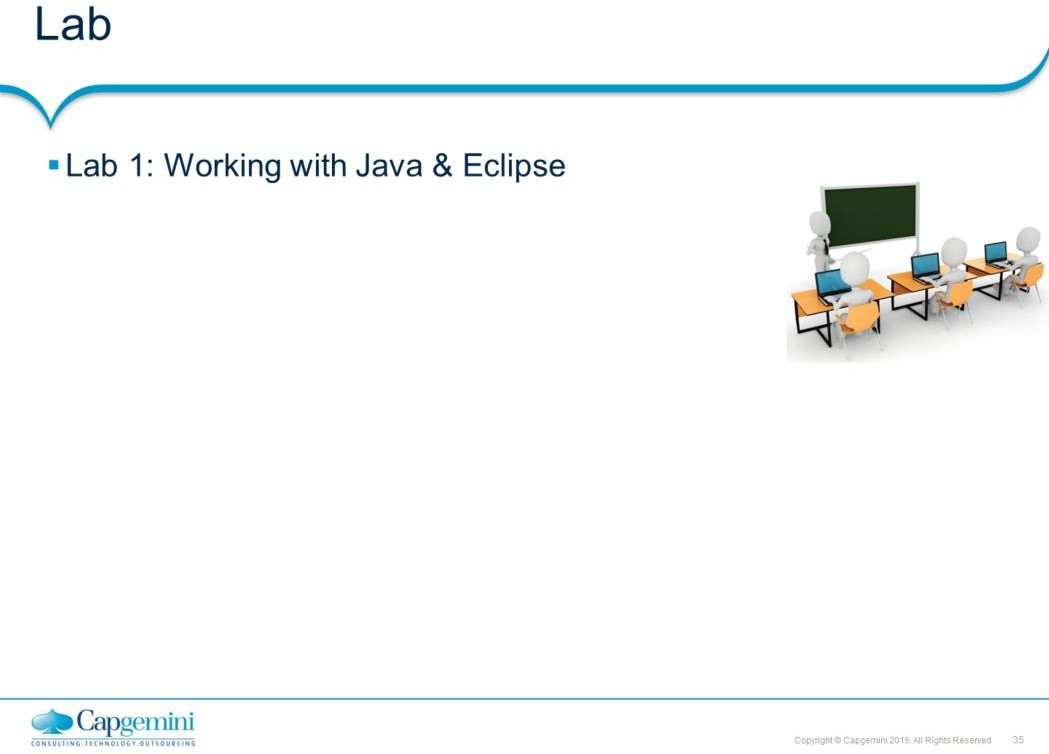 Lab
Lab 1: Working with Java & Eclipse
Capgemini
CONSULTING.TECHNOLOGY.OUTSOURCING
Copyright © Capgemini 2015. All Rights Reserved 35